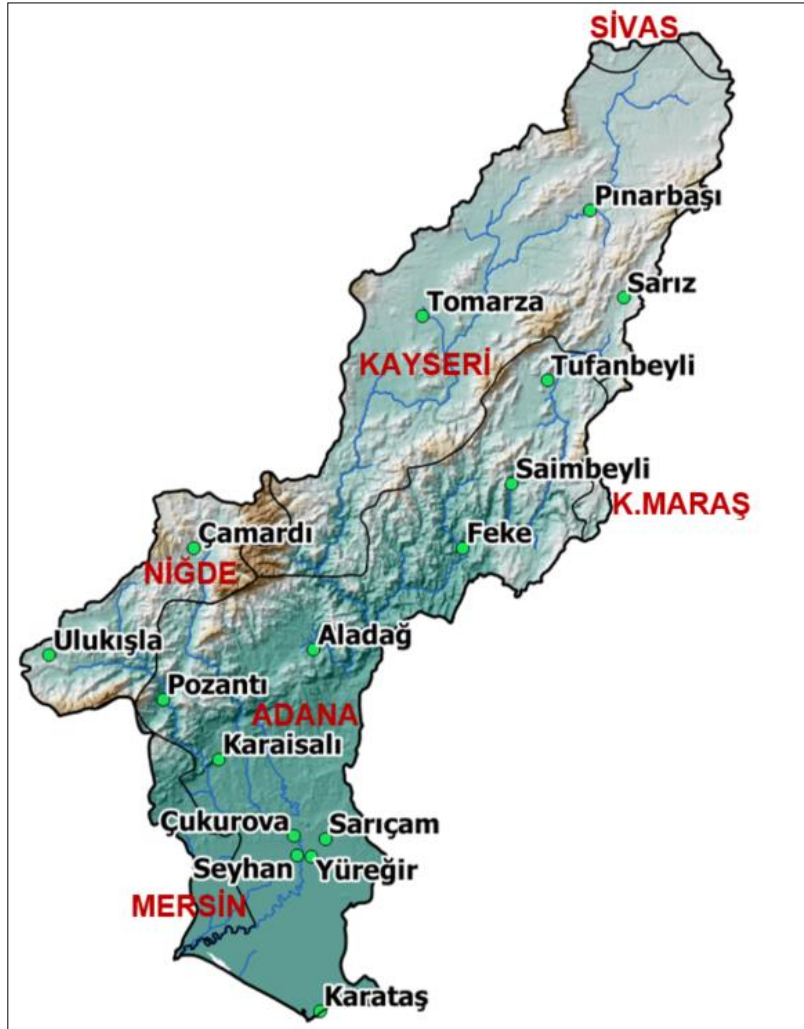 SİVAS
Pınarbaşı
Sarız
Tomarza
KAYSERİ
Tufanbeyli
Saimbeyli
K.MARAŞ
Çamardı
Feke
NİĞDE
Ulukışla
Aladağ
Pozantı
ADANA
Karaisalı
Çukurova
Sarıçam
Seyhan
Yüreğir
MERSİN
Karataş